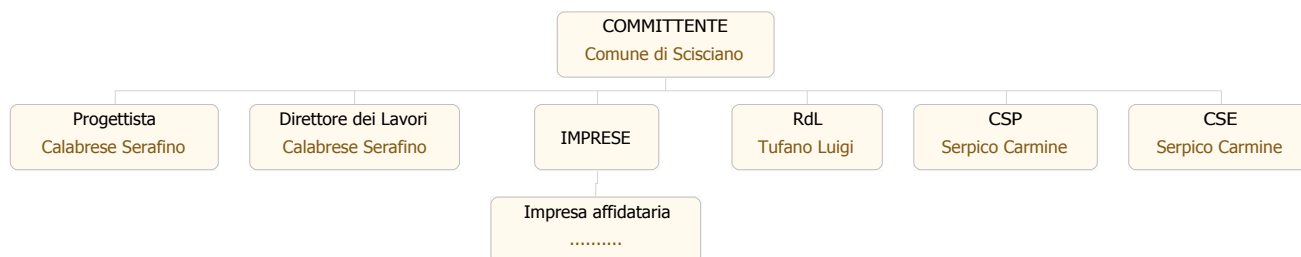 COMMITTENTE
Comune di Scisciano
Progettista
Calabrese Serafino
Direttore dei Lavori
Calabrese Serafino
IMPRESE
RdL
Tufano Luigi
CSP
Serpico Carmine
CSE
Serpico Carmine
Impresa affidataria
..........